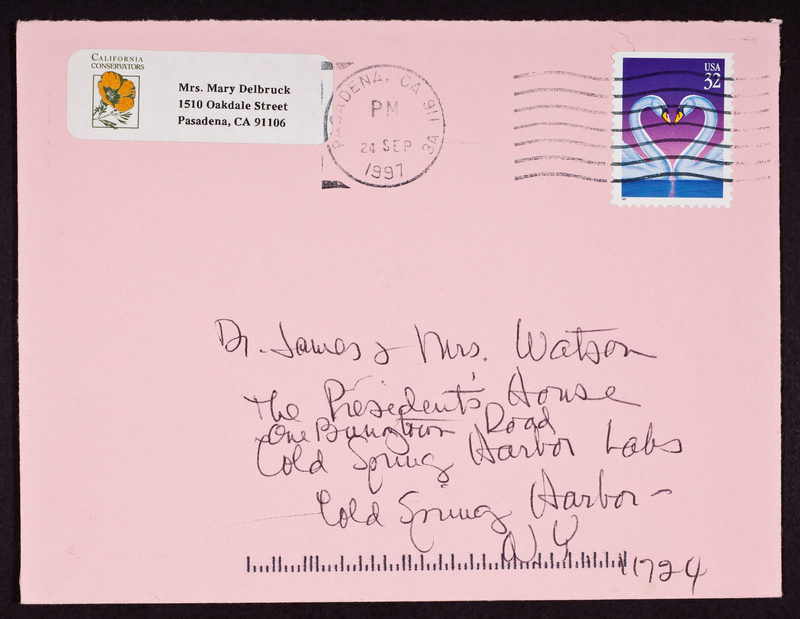 CALIFORNIA
CONSERVATORS
Mrs. Mary Delbruck
1510 Oakdale Street
Pasadena, CA 91106
PASADENA, CA 911
PM
24 SEP
1997
3A
USA
32
Dr. James & Mrs. Watson
The President's House
One Bungtown Road
Cold Spring Harbor Labs
Cold Spring Harbor-
NY
11724